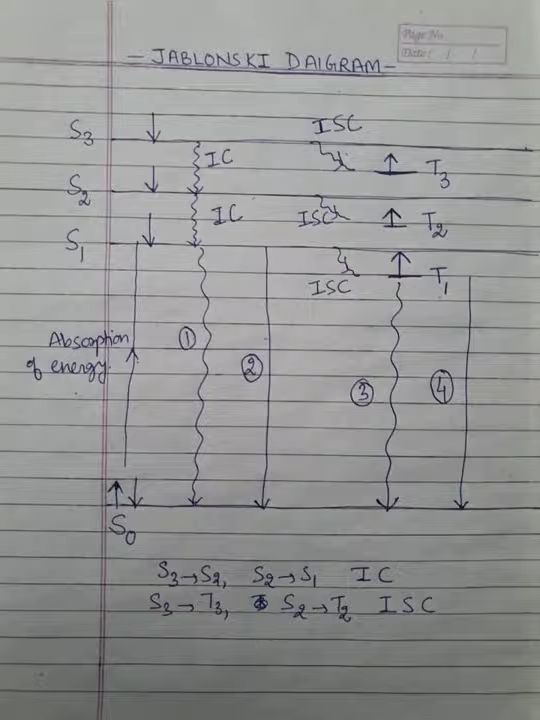 Page No.
Date: / /
- JABLONSKI DAIGRAM -
S3 ISC
IC T3
S2
IC ISC T2
S1
ISC T1
Absorption ①
of energy ② ③ ④
S0
S3→S2, S2→S1 IC
S3→T3, S2→T2 ISC